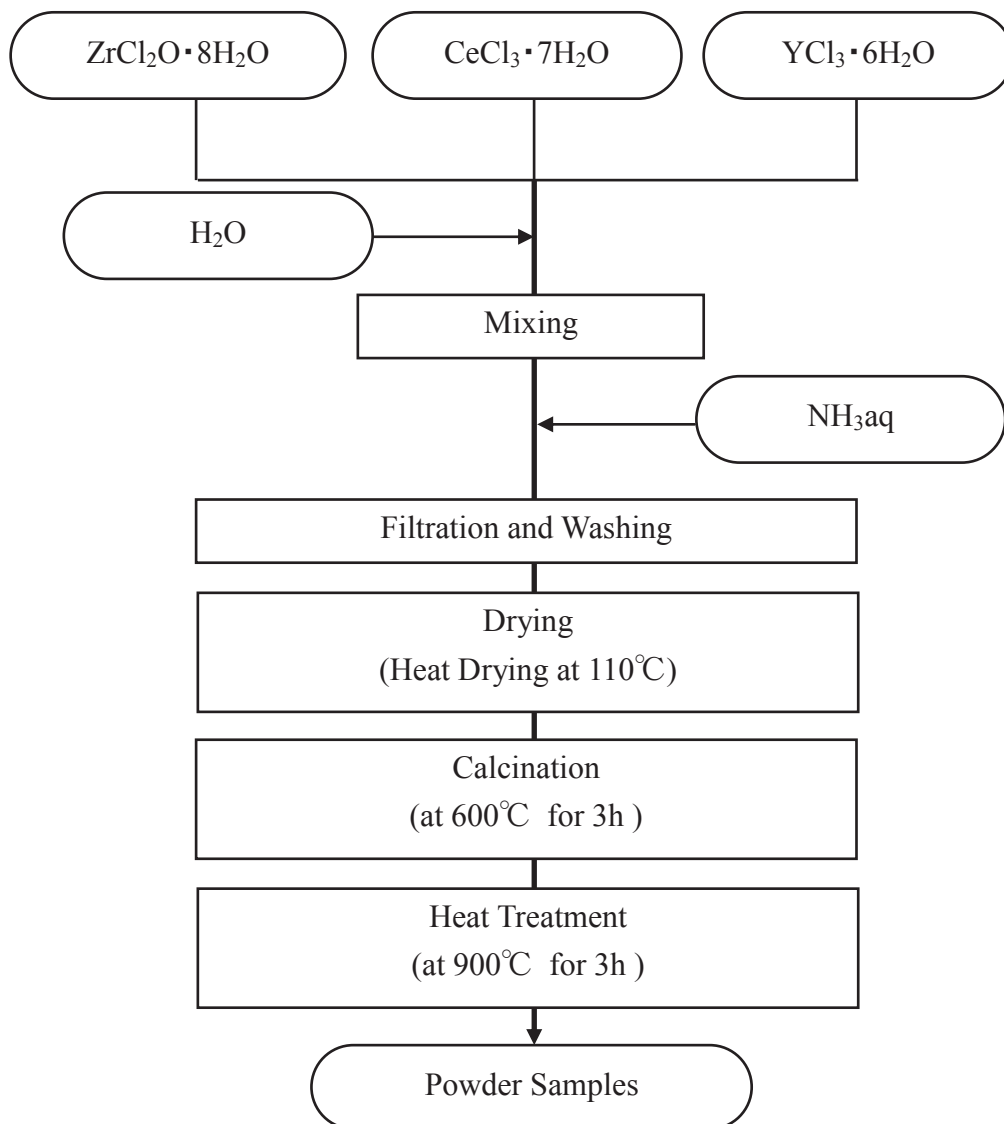 ZrCl₂O･8H₂O
CeCl₃･7H₂O
YCl₃･6H₂O
H₂O
Mixing
NH₃aq
Filtration and Washing
Drying
(Heat Drying at 110℃)
Calcination
(at 600℃ for 3h )
Heat Treatment
(at 900℃ for 3h )
Powder Samples